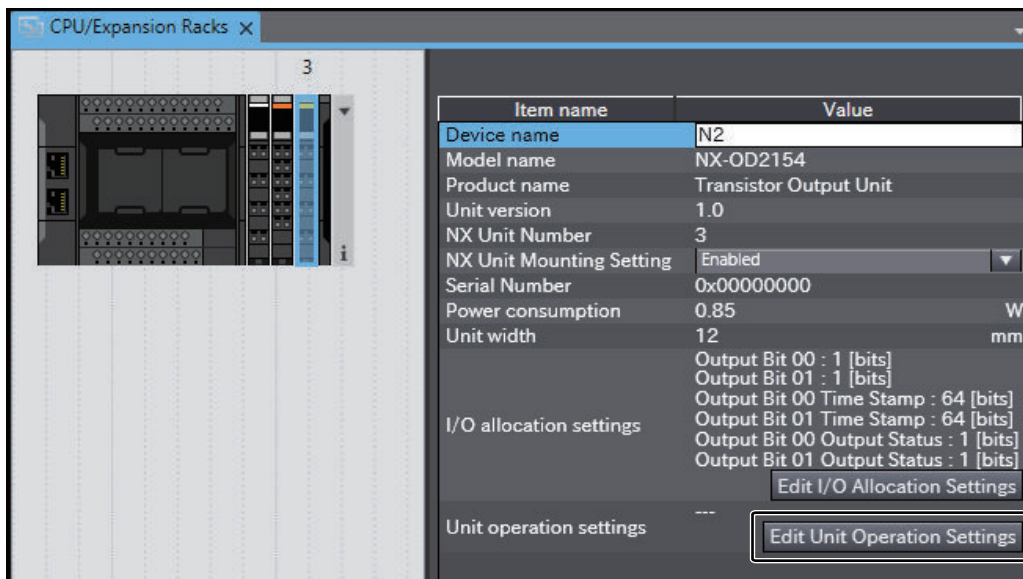 CPU/Expansion Racks
3
Item name Value
Device name N2
Model name NX-OD2154
Product name Transistor Output Unit
Unit version 1.0
NX Unit Number 3
NX Unit Mounting Setting Enabled
Serial Number 0x00000000
Power consumption 0.85 W
Unit width 12 mm
I/O allocation settings
Output Bit 00 : 1 [bits]
Output Bit 01 : 1 [bits]
Output Bit 00 Time Stamp : 64 [bits]
Output Bit 01 Time Stamp : 64 [bits]
Output Bit 00 Output Status : 1 [bits]
Output Bit 01 Output Status : 1 [bits]
Edit I/O Allocation Settings
Unit operation settings ---
Edit Unit Operation Settings
i